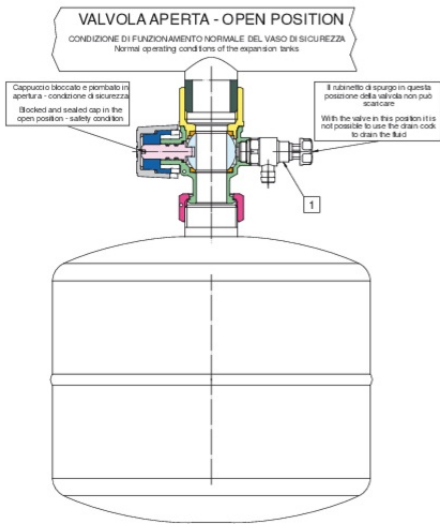 VALVOLA APERTA - OPEN POSITION
CONDIZIONE DI FUNZIONAMENTO NORMALE DEL VASO DI SICUREZZA
Normal operating conditions of the expansion tanks
Cappuccio bloccato e piombato in
apertura - condizione di sicurezza
Blocked and sealed cap in the
open position - safety condition
Il rubinetto di spurgo in questa
posizione della valvola non può
scaricare
With the valve in this position it is
not possible to use the drain cock
to drain the fluid
1